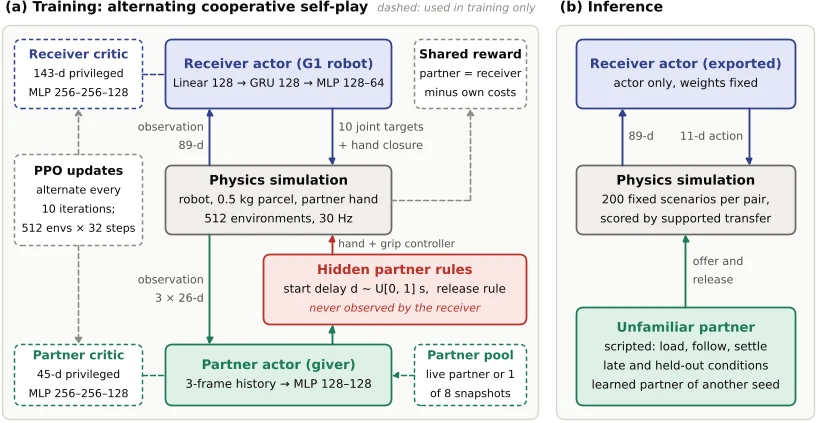 (a) Training: alternating cooperative self-play dashed: used in training only
Receiver critic
143-d privileged
MLP 256–256–128
Receiver actor (G1 robot)
Linear 128 → GRU 128 → MLP 128–64
Shared reward
partner = receiver
minus own costs
observation
89-d
10 joint targets
+ hand closure
PPO updates
alternate every
10 iterations;
512 envs × 32 steps
Physics simulation
robot, 0.5 kg parcel, partner hand
512 environments, 30 Hz
hand + grip controller
Hidden partner rules
start delay d ~ U[0, 1] s, release rule
never observed by the receiver
observation
3 × 26-d
Partner critic
45-d privileged
MLP 256–256–128
Partner actor (giver)
3-frame history → MLP 128–128
Partner pool
live partner or 1
of 8 snapshots
(b) Inference
Receiver actor (exported)
actor only, weights fixed
89-d
11-d action
Physics simulation
200 fixed scenarios per pair,
scored by supported transfer
offer and
release
Unfamiliar partner
scripted: load, follow, settle
late and held-out conditions
learned partner of another seed